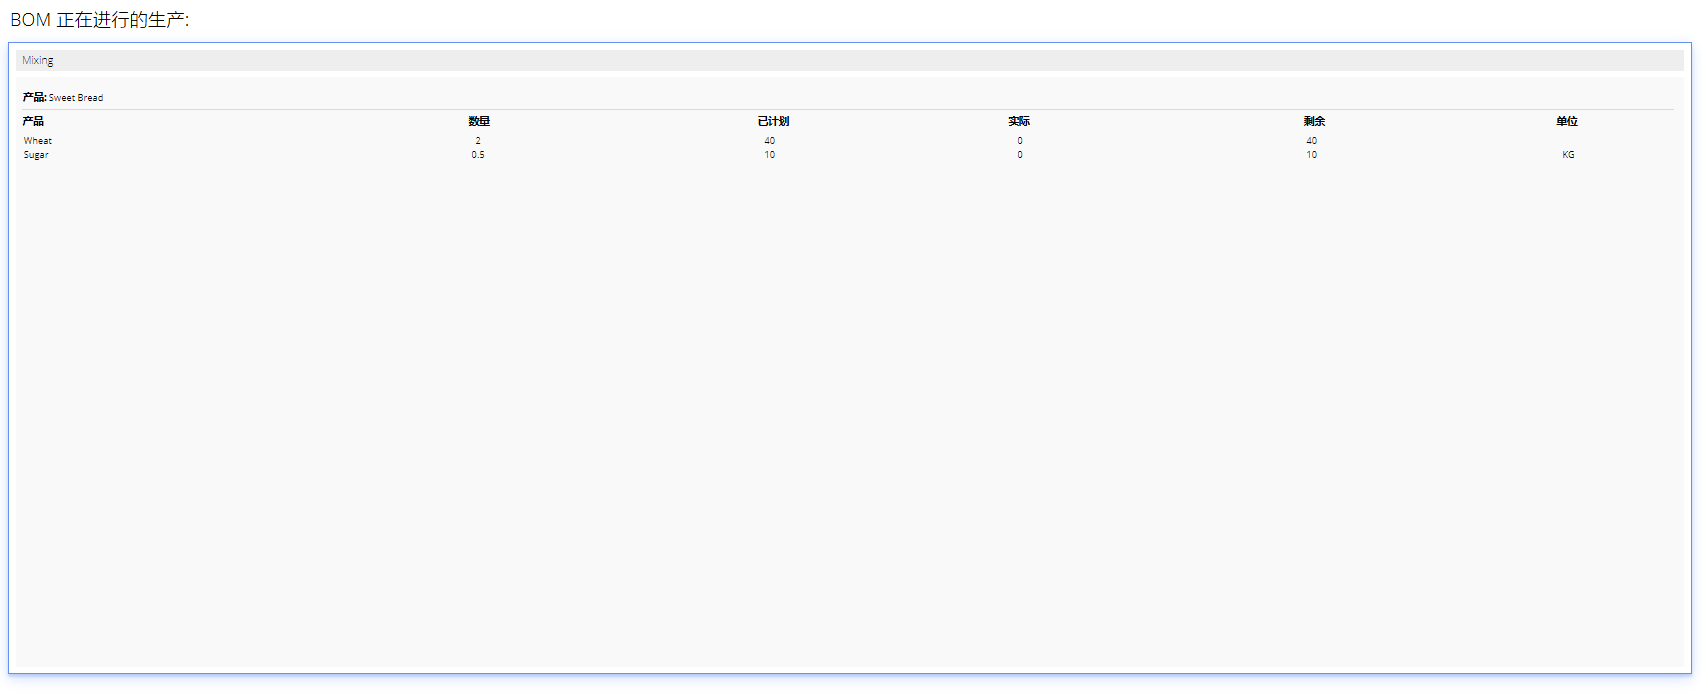 BOM 正在进行的生产:
Mixing
产品: Sweet Bread
产品 数量 已计划 实际 剩余 单位
Wheat 2 40 0 40
Sugar 0.5 10 0 10 KG